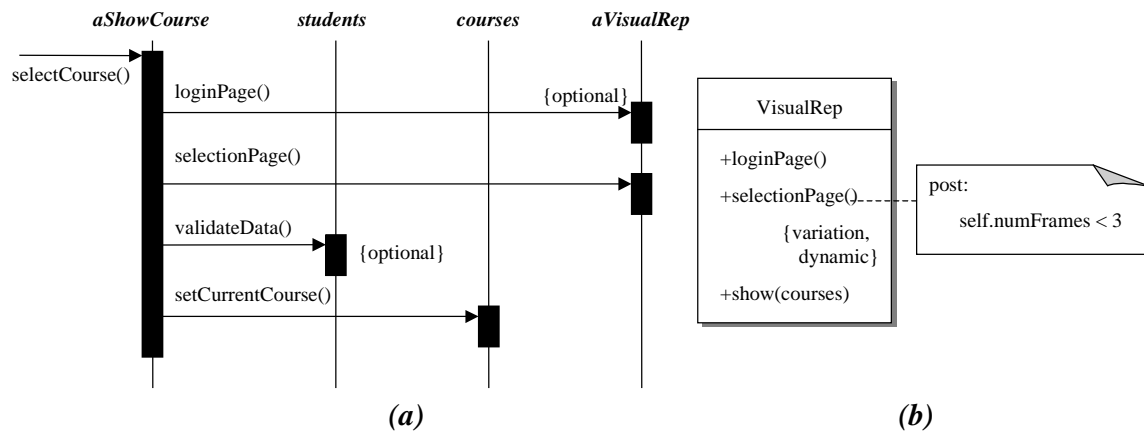 aShowCourse students courses aVisualRep
selectCourse()
loginPage()
{optional}
selectionPage()
validateData()
{optional}
setCurrentCourse()
(a)
VisualRep
+loginPage()
+selectionPage()
{variation,
dynamic}
+show(courses)
post:
self.numFrames < 3
(b)